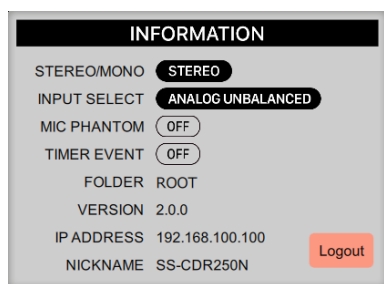 INFORMATION
STEREO/MONO STEREO
INPUT SELECT ANALOG UNBALANCED
MIC PHANTOM OFF
TIMER EVENT OFF
FOLDER ROOT
VERSION 2.0.0
IP ADDRESS 192.168.100.100
Logout
NICKNAME SS-CDR250N